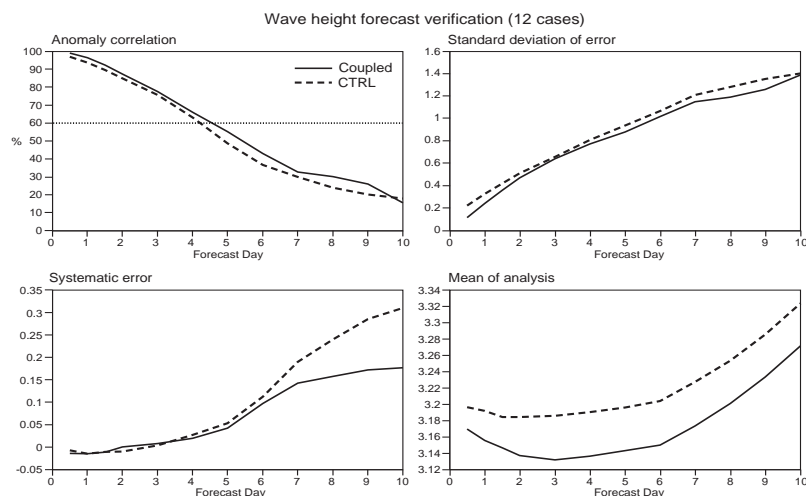 Wave height forecast verification (12 cases)
Anomaly correlation
100
90
80
70
60
%
50
40
30
20
10
0
Coupled
CTRL
0 1 2 3 4 5 6 7 8 9 10
Forecast Day
Standard deviation of error
1.6
1.4
1.2
1
0.8
0.6
0.4
0.2
0
0 1 2 3 4 5 6 7 8 9 10
Forecast Day
Systematic error
0.35
0.3
0.25
0.2
0.15
0.1
0.05
0
-0.05
0 1 2 3 4 5 6 7 8 9 10
Forecast Day
Mean of analysis
3.34
3.3
3.28
3.26
3.24
3.2
3.18
3.16
3.14
3.12
0 1 2 3 4 5 6 7 8 9 10
Forecast Day